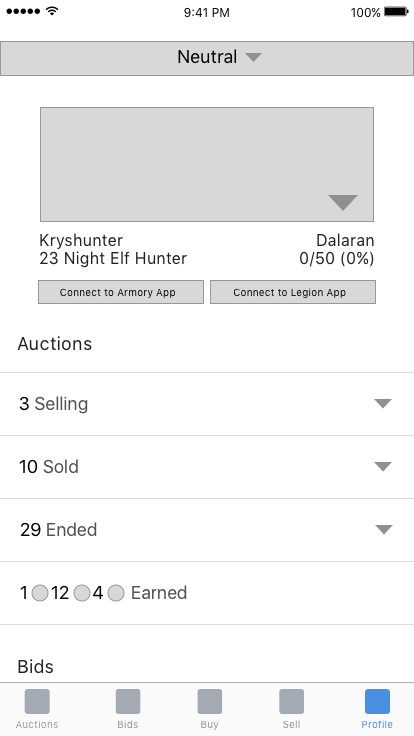 9:41 PM 100%
Neutral
Kryshunter Dalaran
23 Night Elf Hunter 0/50 (0%)
Connect to Armory App Connect to Legion App
Auctions
3 Selling
10 Sold
29 Ended
1 12 4 Earned
Bids
Auctions Bids Buy Sell Profile